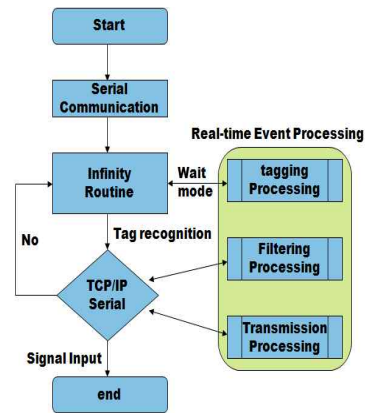 Start
Serial
Communication
Real-time Event Processing
Infinity
Routine
Wait
mode
tagging
Processing
No
Tag recognition
Filtering
Processing
TCP/IP
Serial
Transmission
Processing
Signal Input
end